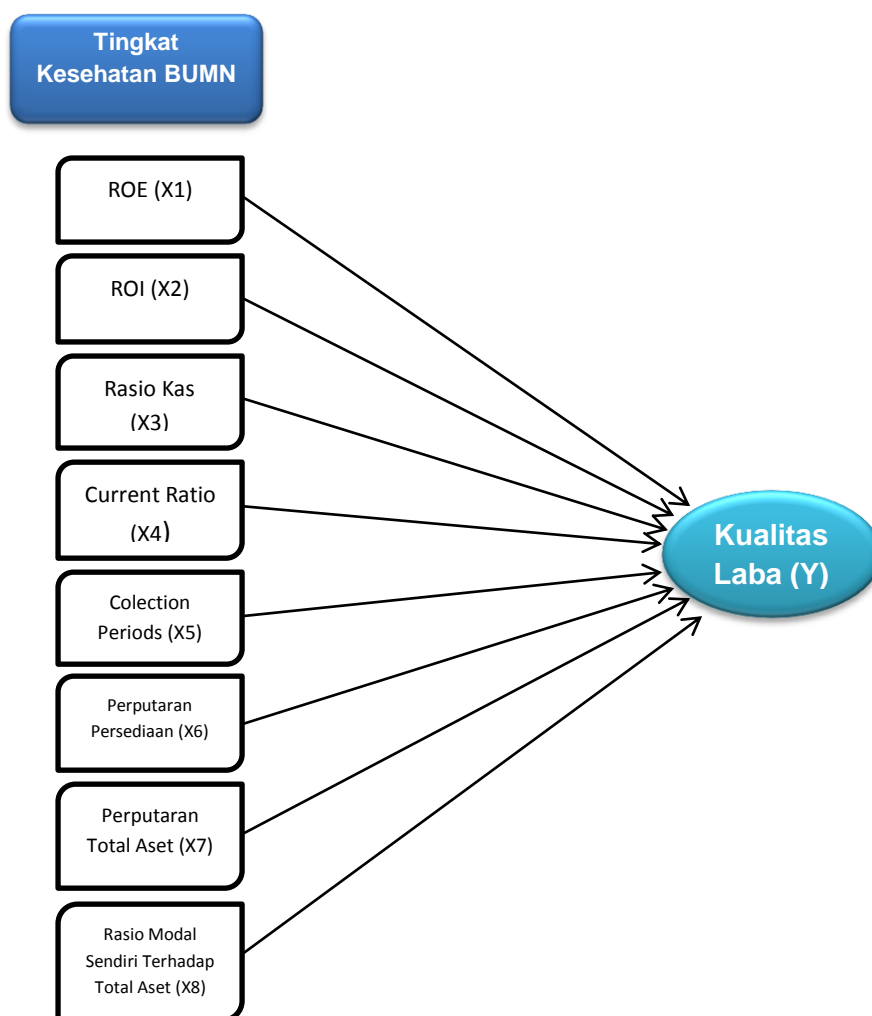 Tingkat
Kesehatan BUMN
ROE (X1)
ROI (X2)
Rasio Kas
(X3)
Current Ratio
(X4)
Colection
Periods (X5)
Perputaran
Persediaan (X6)
Perputaran
Total Aset (X7)
Rasio Modal
Sendiri Terhadap
Total Aset (X8)
Kualitas
Laba (Y)